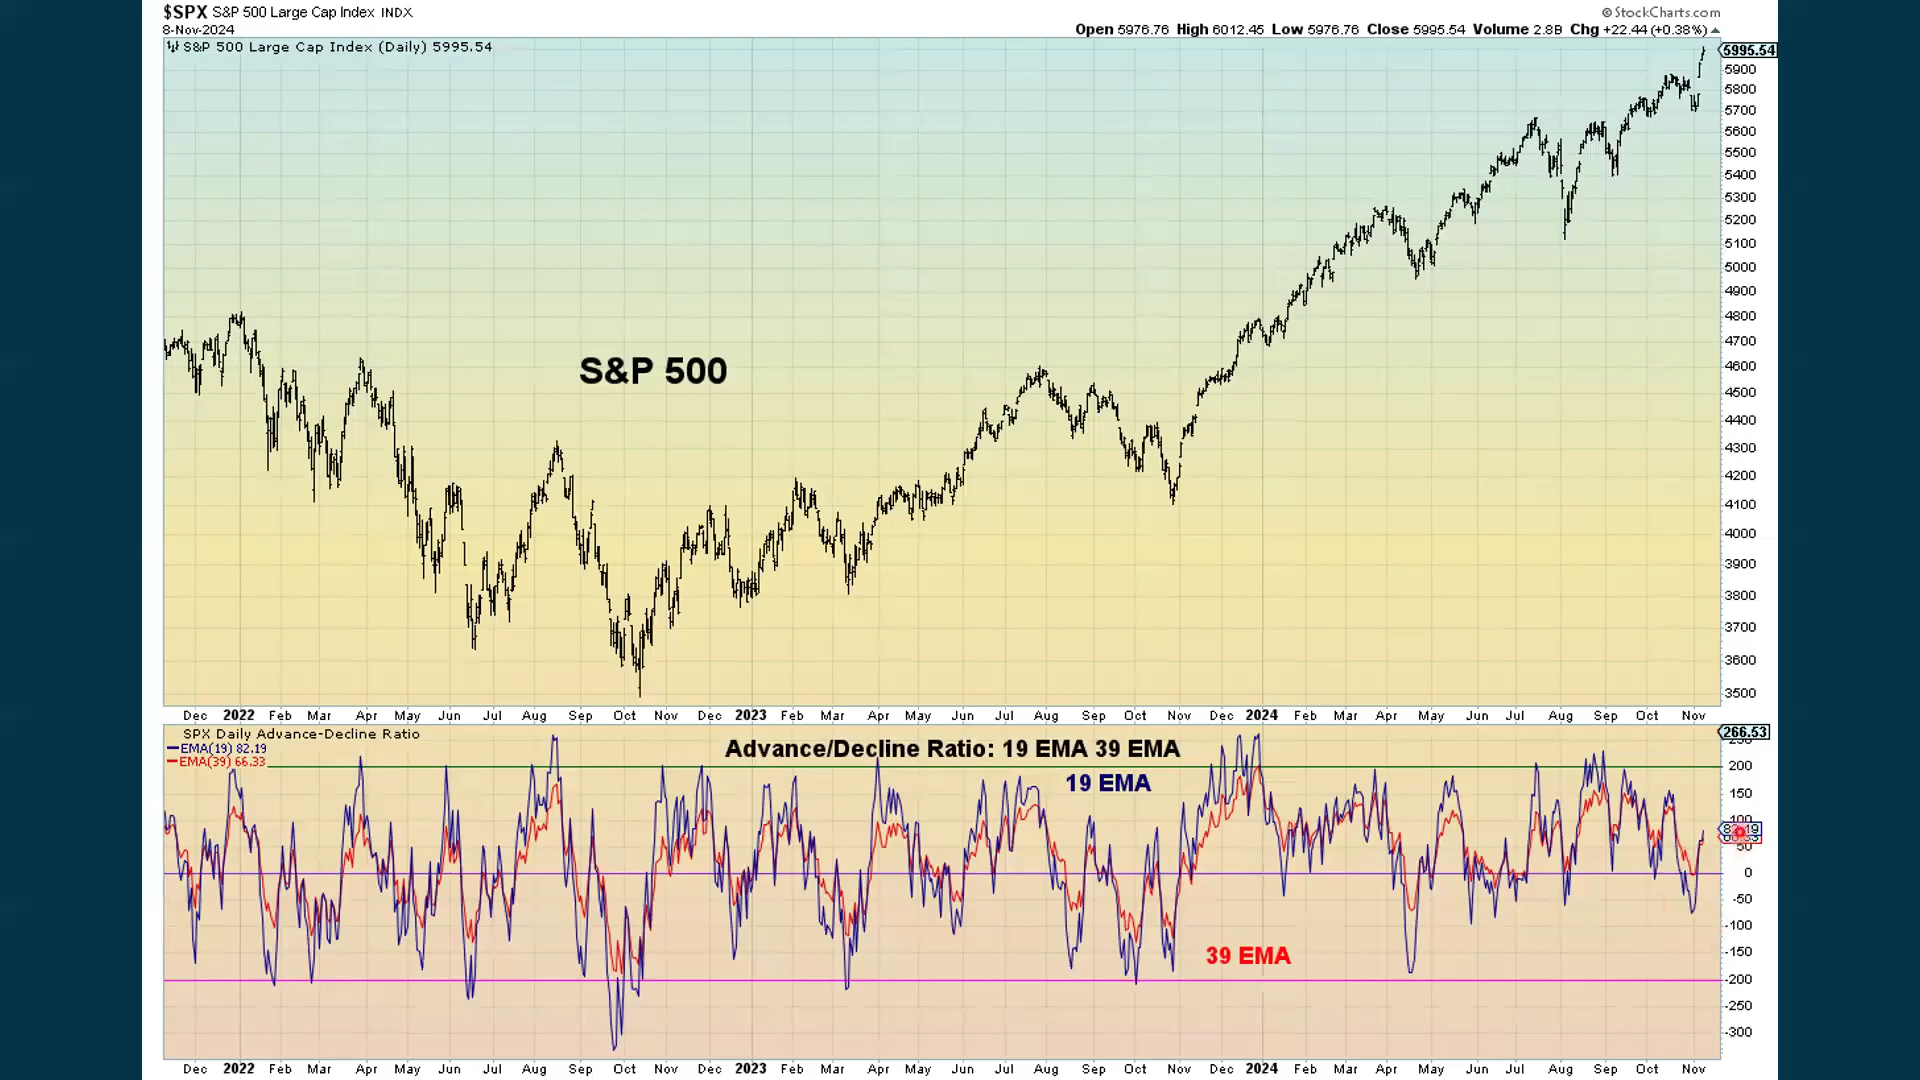 $SPX S&P 500 Large Cap Index INDX
© StockCharts.com
8-Nov-2024
Open 5976.76 High 6012.45 Low 5976.76 Close 5995.54 Volume 2.8B Chg +22.44 (+0.38%)
S&P 500 Large Cap Index (Daily) 5995.54
5995.54
5900
5800
5700
5600
5500
5400
5300
5200
5100
5000
4900
4800
4700
4600
4500
4400
4300
4200
4100
4000
3900
3800
3700
3600
3500
S&P 500
Dec 2022 Feb Mar Apr May Jun Jul Aug Sep Oct Nov Dec 2023 Feb Mar Apr May Jun Jul Aug Sep Oct Nov Dec 2024 Feb Mar Apr May Jun Jul Aug Sep Oct Nov
SPX Daily Advance-Decline Ratio
EMA(19) 82.19
EMA(39) 66.33
Advance/Decline Ratio: 19 EMA 39 EMA
19 EMA
39 EMA
266.53
200
150
100
50
0
-50
-100
-150
-200
-250
-300
Dec 2022 Feb Mar Apr May Jun Jul Aug Sep Oct Nov Dec 2023 Feb Mar Apr May Jun Jul Aug Sep Oct Nov Dec 2024 Feb Mar Apr May Jun Jul Aug Sep Oct Nov